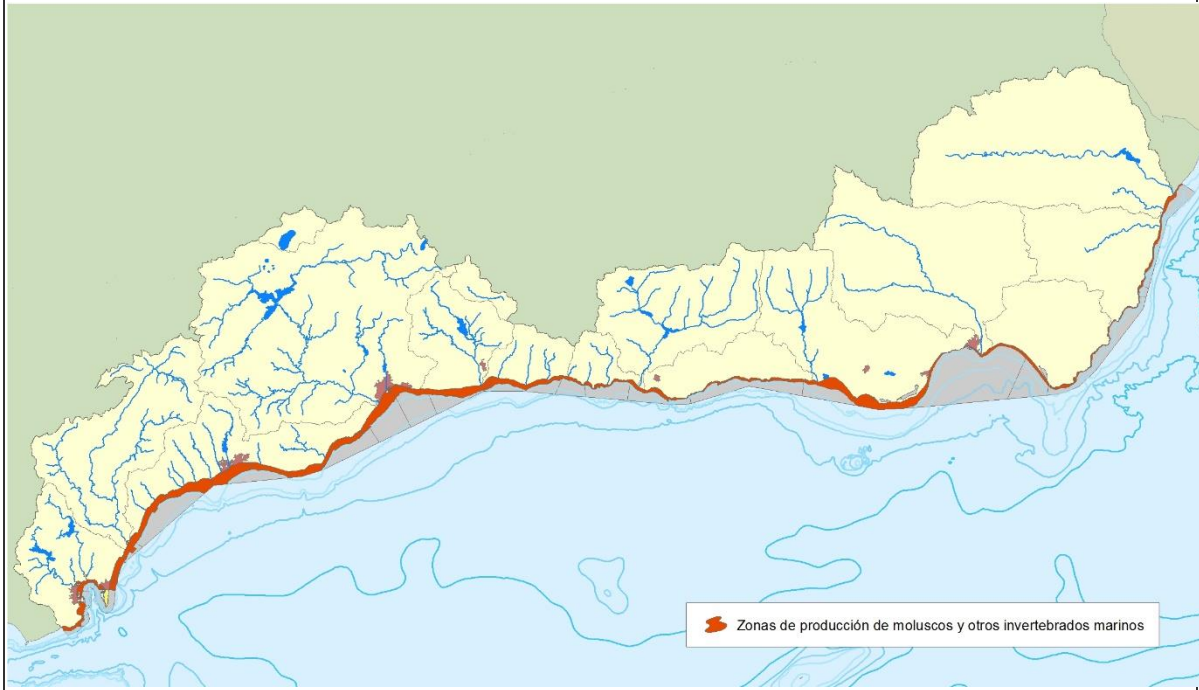 Zonas de producción de moluscos y otros invertebrados marinos